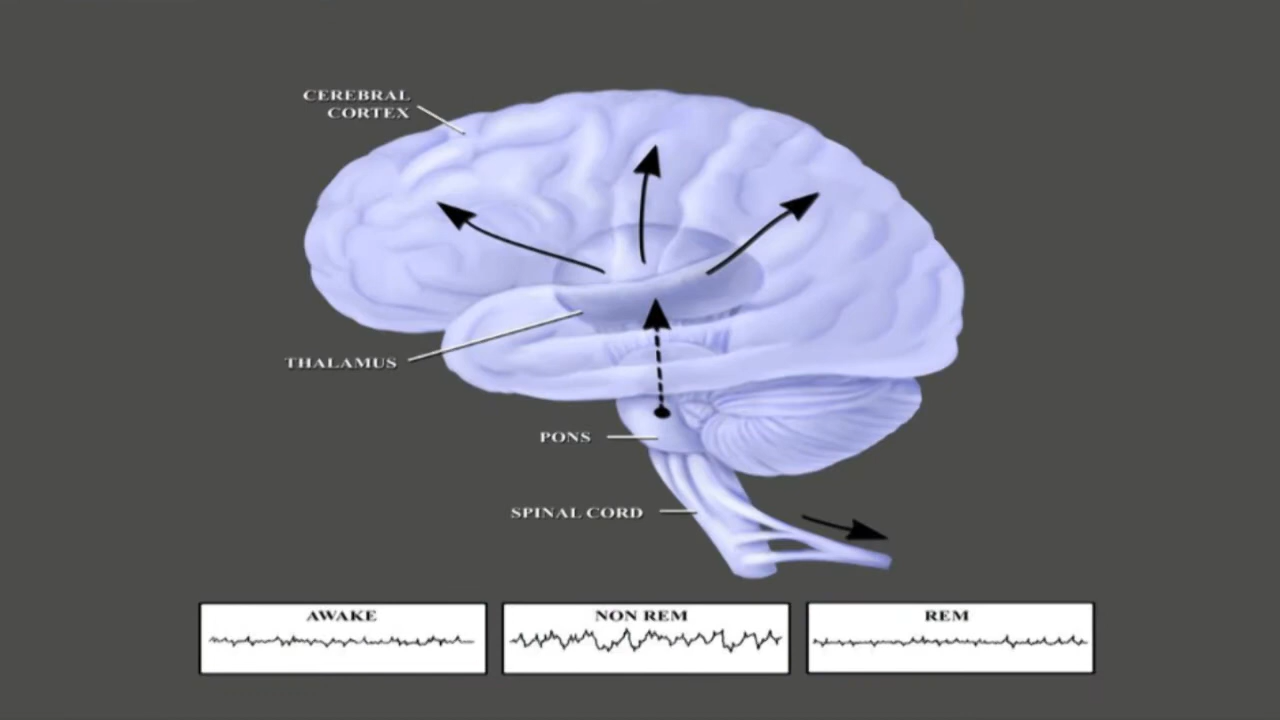 CEREBRAL
CORTEX
THALAMUS
PONS
SPINAL CORD
AWAKE
NON REM
REM